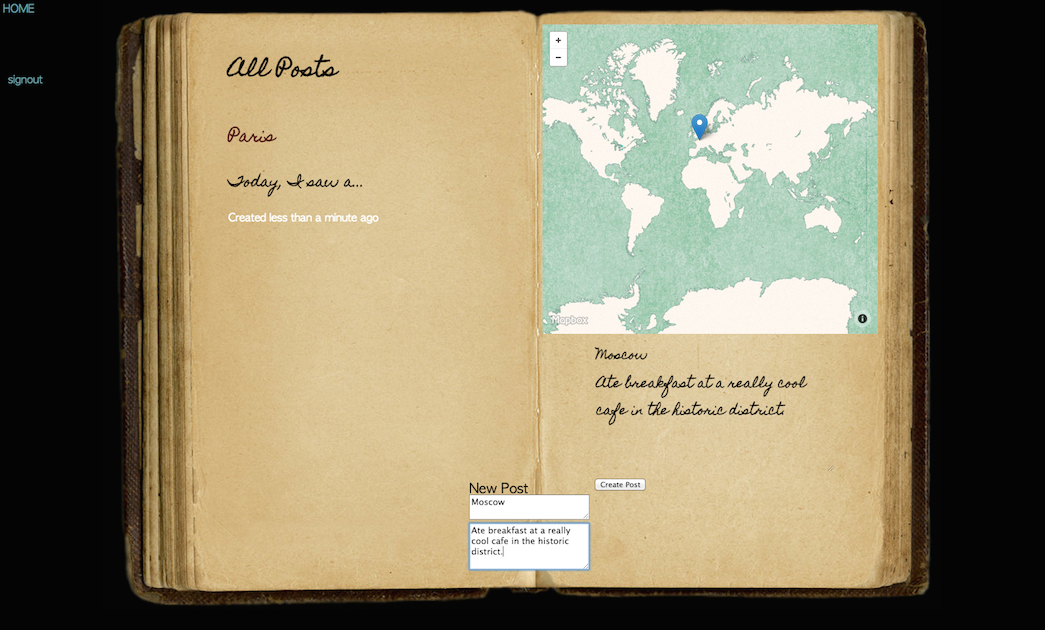 HOME
signout
All Posts
Paris
Today, I saw a...
Created less than a minute ago
+
−
Mapbox
i
Moscow
Ate breakfast at a really cool
cafe in the historic district.
Create Post
New Post
Moscow
Ate breakfast at a really
cool cafe in the historic
district.